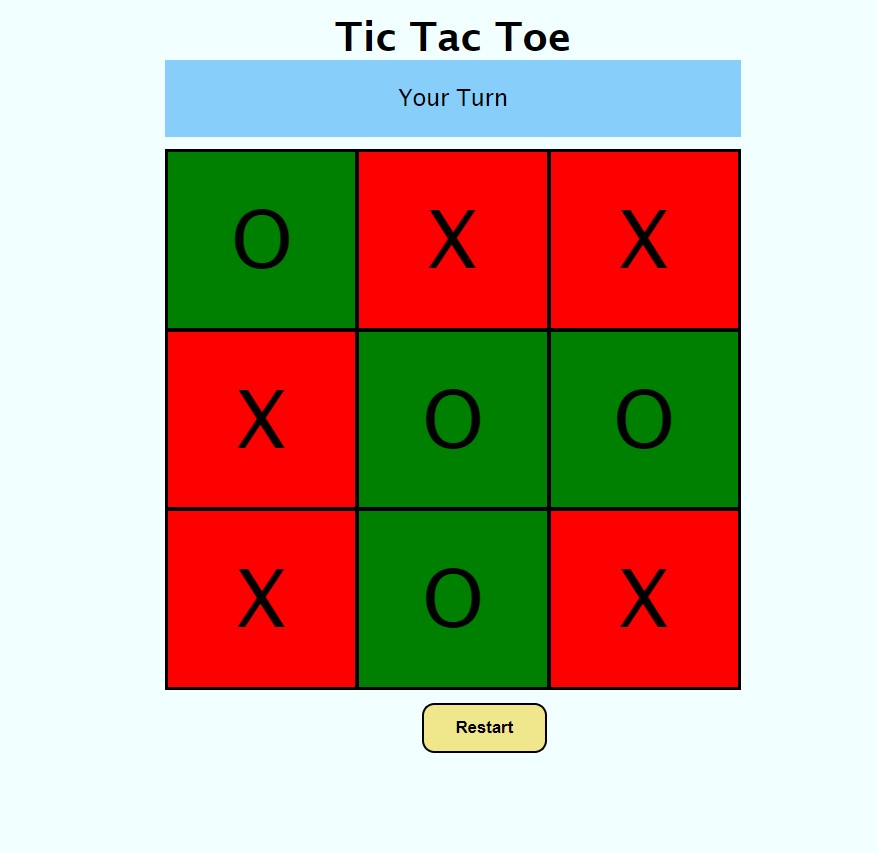 Tic Tac Toe
Your Turn
O X X
X O O
X O X
Restart